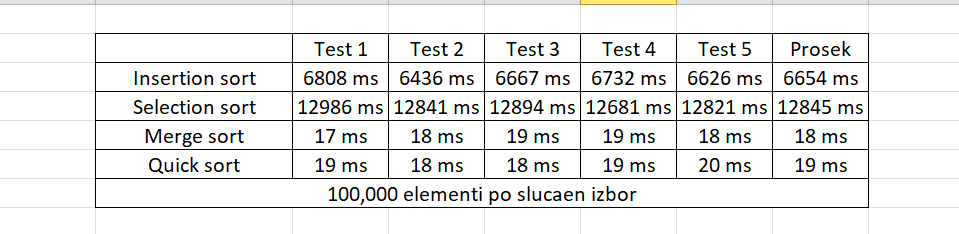 Test 1 Test 2 Test 3 Test 4 Test 5 Prosek
Insertion sort 6808 ms 6436 ms 6667 ms 6732 ms 6626 ms 6654 ms
Selection sort 12986 ms 12841 ms 12894 ms 12681 ms 12821 ms 12845 ms
Merge sort 17 ms 18 ms 19 ms 19 ms 18 ms 18 ms
Quick sort 19 ms 18 ms 18 ms 19 ms 20 ms 19 ms
100,000 elementi po slucaen izbor